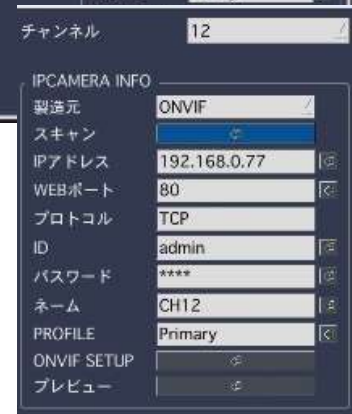 チャンネル 12
IPCAMERA INFO
製造元 ONVIF
スキャン
IPアドレス 192.168.0.77
WEBポート 80
プロトコル TCP
ID admin
パスワード ****
ネーム CH12
PROFILE Primary
ONVIF SETUP
プレビュー